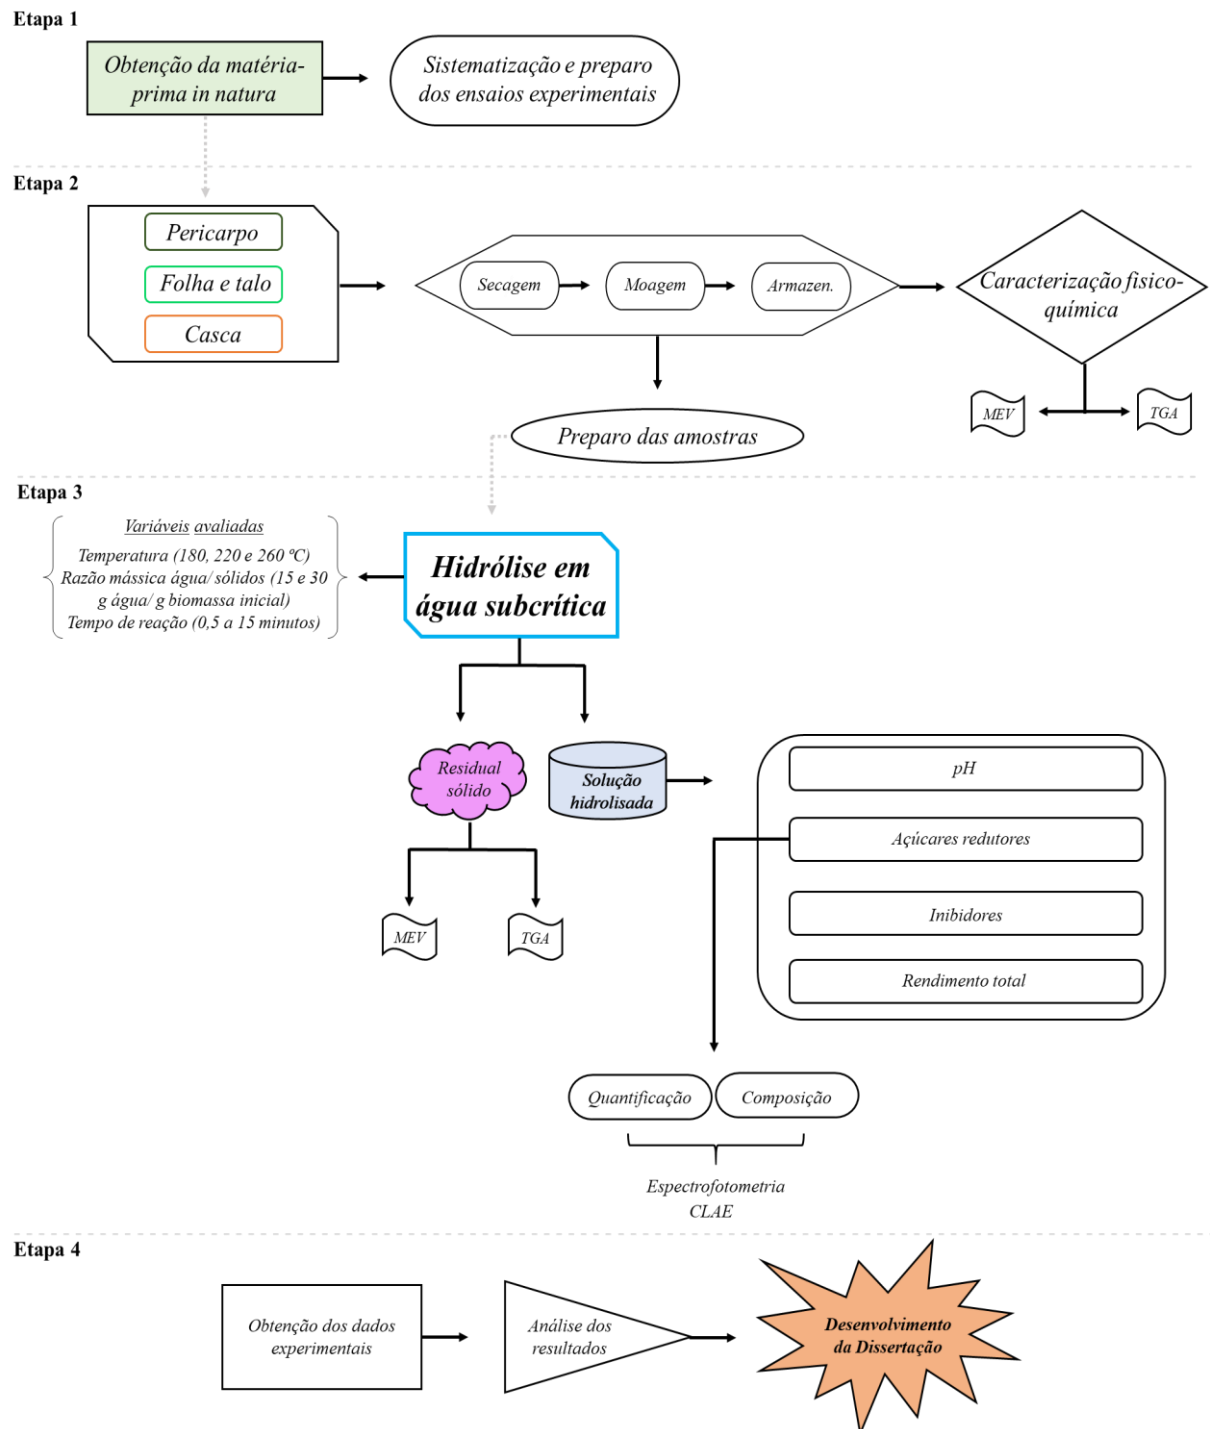 Etapa 1
Obtenção da matéria-
prima in natura
Sistematização e preparo
dos ensaios experimentais
Etapa 2
Pericarpo
Folha e talo
Casca
Secagem
Moagem
Armazen.
Caracterização fisico-
química
MEV
TGA
Preparo das amostras
Etapa 3
Variáveis avaliadas
Temperatura (180, 220 e 260 ºC)
Razão mássica água/ sólidos (15 e 30
g água/ g biomassa inicial)
Tempo de reação (0,5 a 15 minutos)
Hidrólise em
água subcrítica
Residual
sólido
Solução
hidrolisada
pH
Açúcares redutores
Inibidores
Rendimento total
MEV
TGA
Quantificação
Composição
Espectrofotometria
CLAE
Etapa 4
Obtenção dos dados
experimentais
Análise dos
resultados
Desenvolvimento
da Dissertação